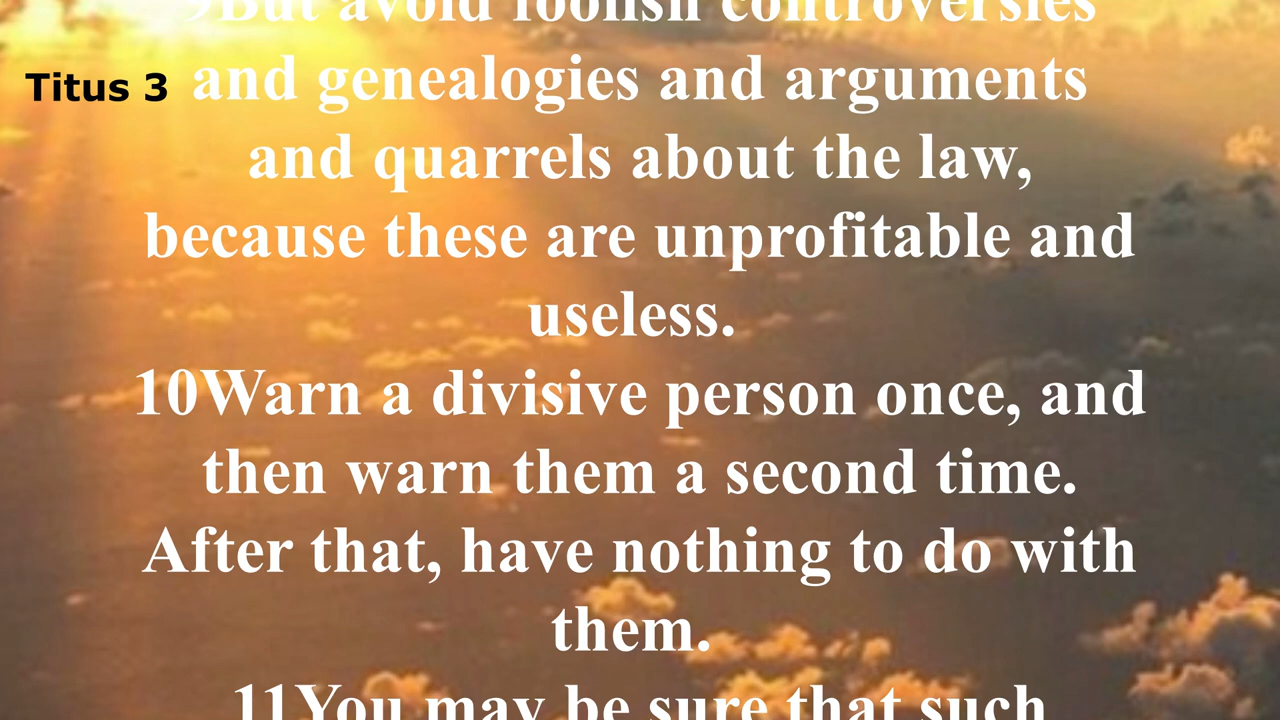 9But avoid foolish controversies
Titus 3
and genealogies and arguments
and quarrels about the law,
because these are unprofitable and
useless.
10Warn a divisive person once, and
then warn them a second time.
After that, have nothing to do with
them.
11You may be sure that such